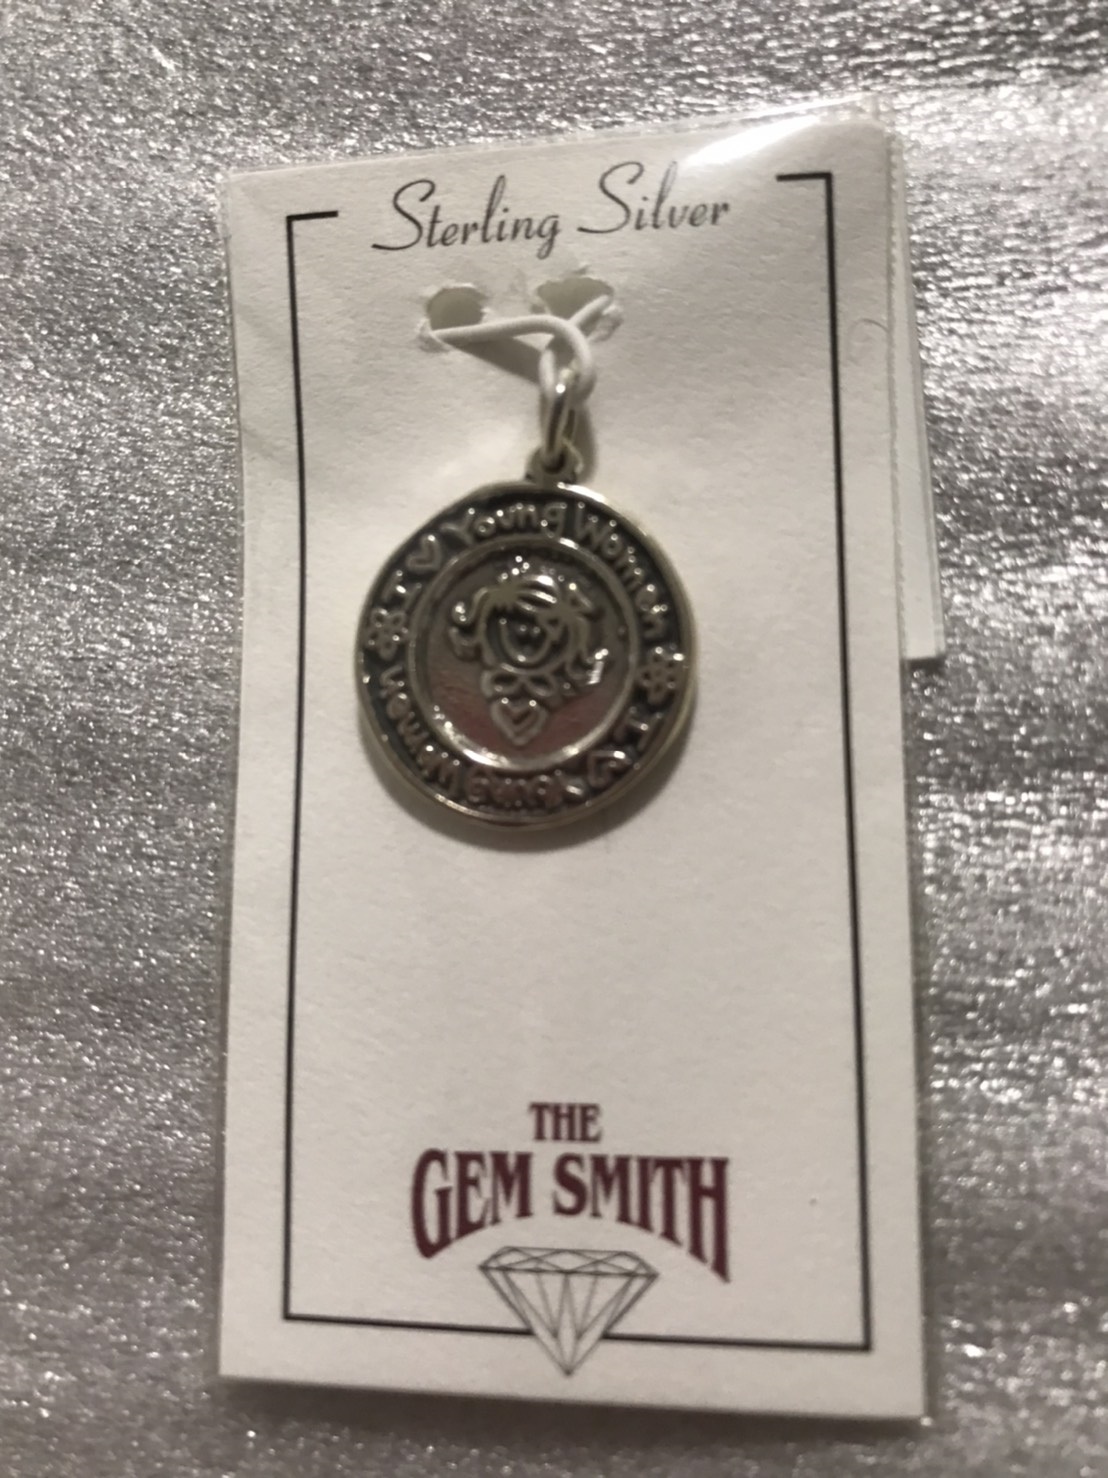 Sterling Silver
I ♡ Young Women
I ♡ Young Women
THE
GEM SMITH